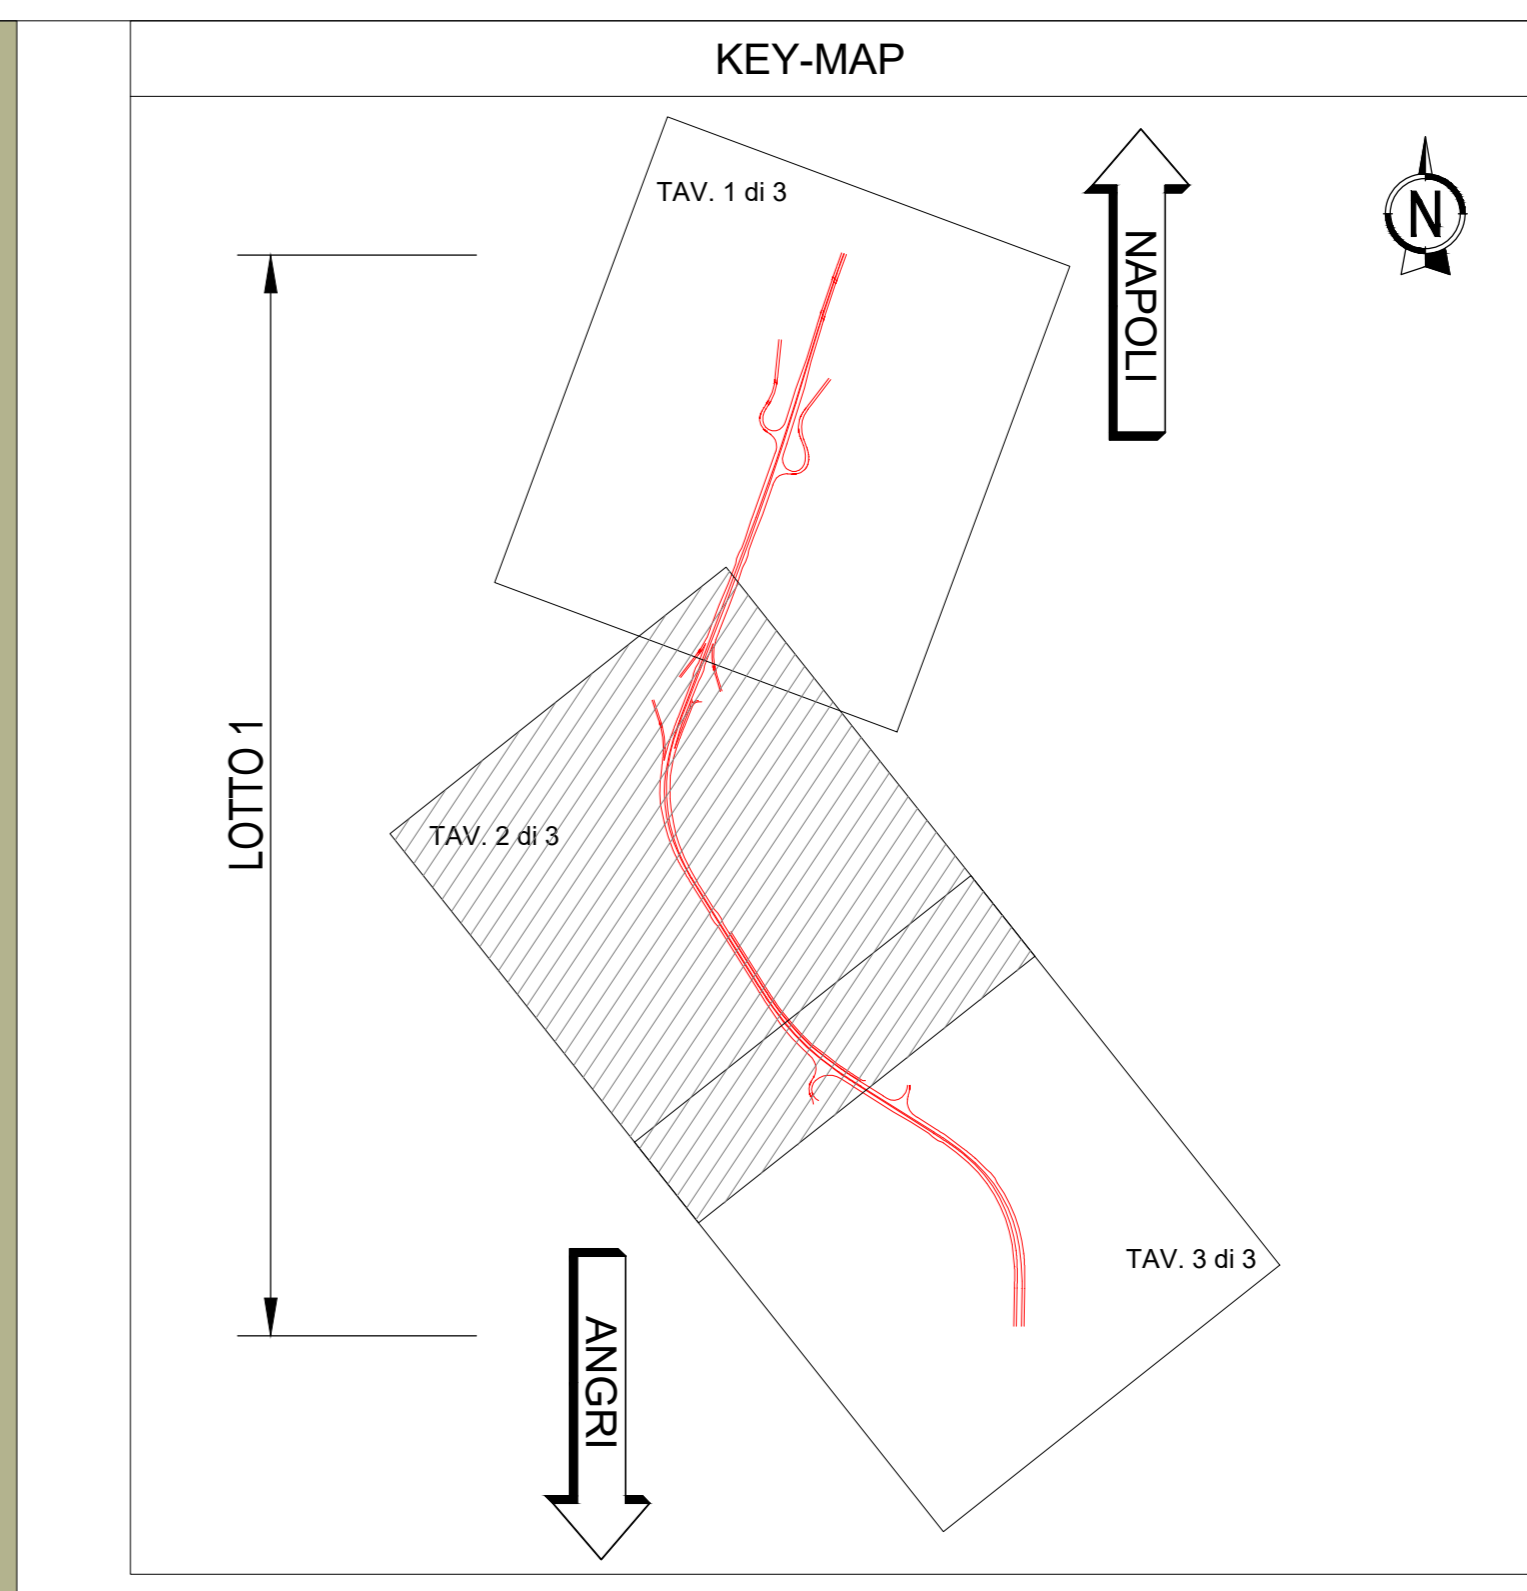 KEY-MAP
TAV. 1 di 3
NAPOLI
N
LOTTO 1
TAV. 2 di 3
TAV. 3 di 3
ANGRI